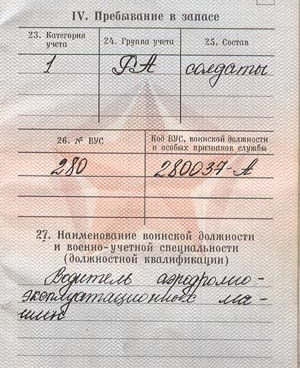 IV. Пребывание в запасе
23. Категория учета
24. Группа учета
25. Состав
1 РА солдаты
26. № ВУС
Код ВУС, воинской должности и особых признаков службы
280 280037-А
27. Наименование воинской должности
и военно-учетной специальности
(должностной квалификации)
Водитель аэродромно-
эксплуатационных ма-
шин